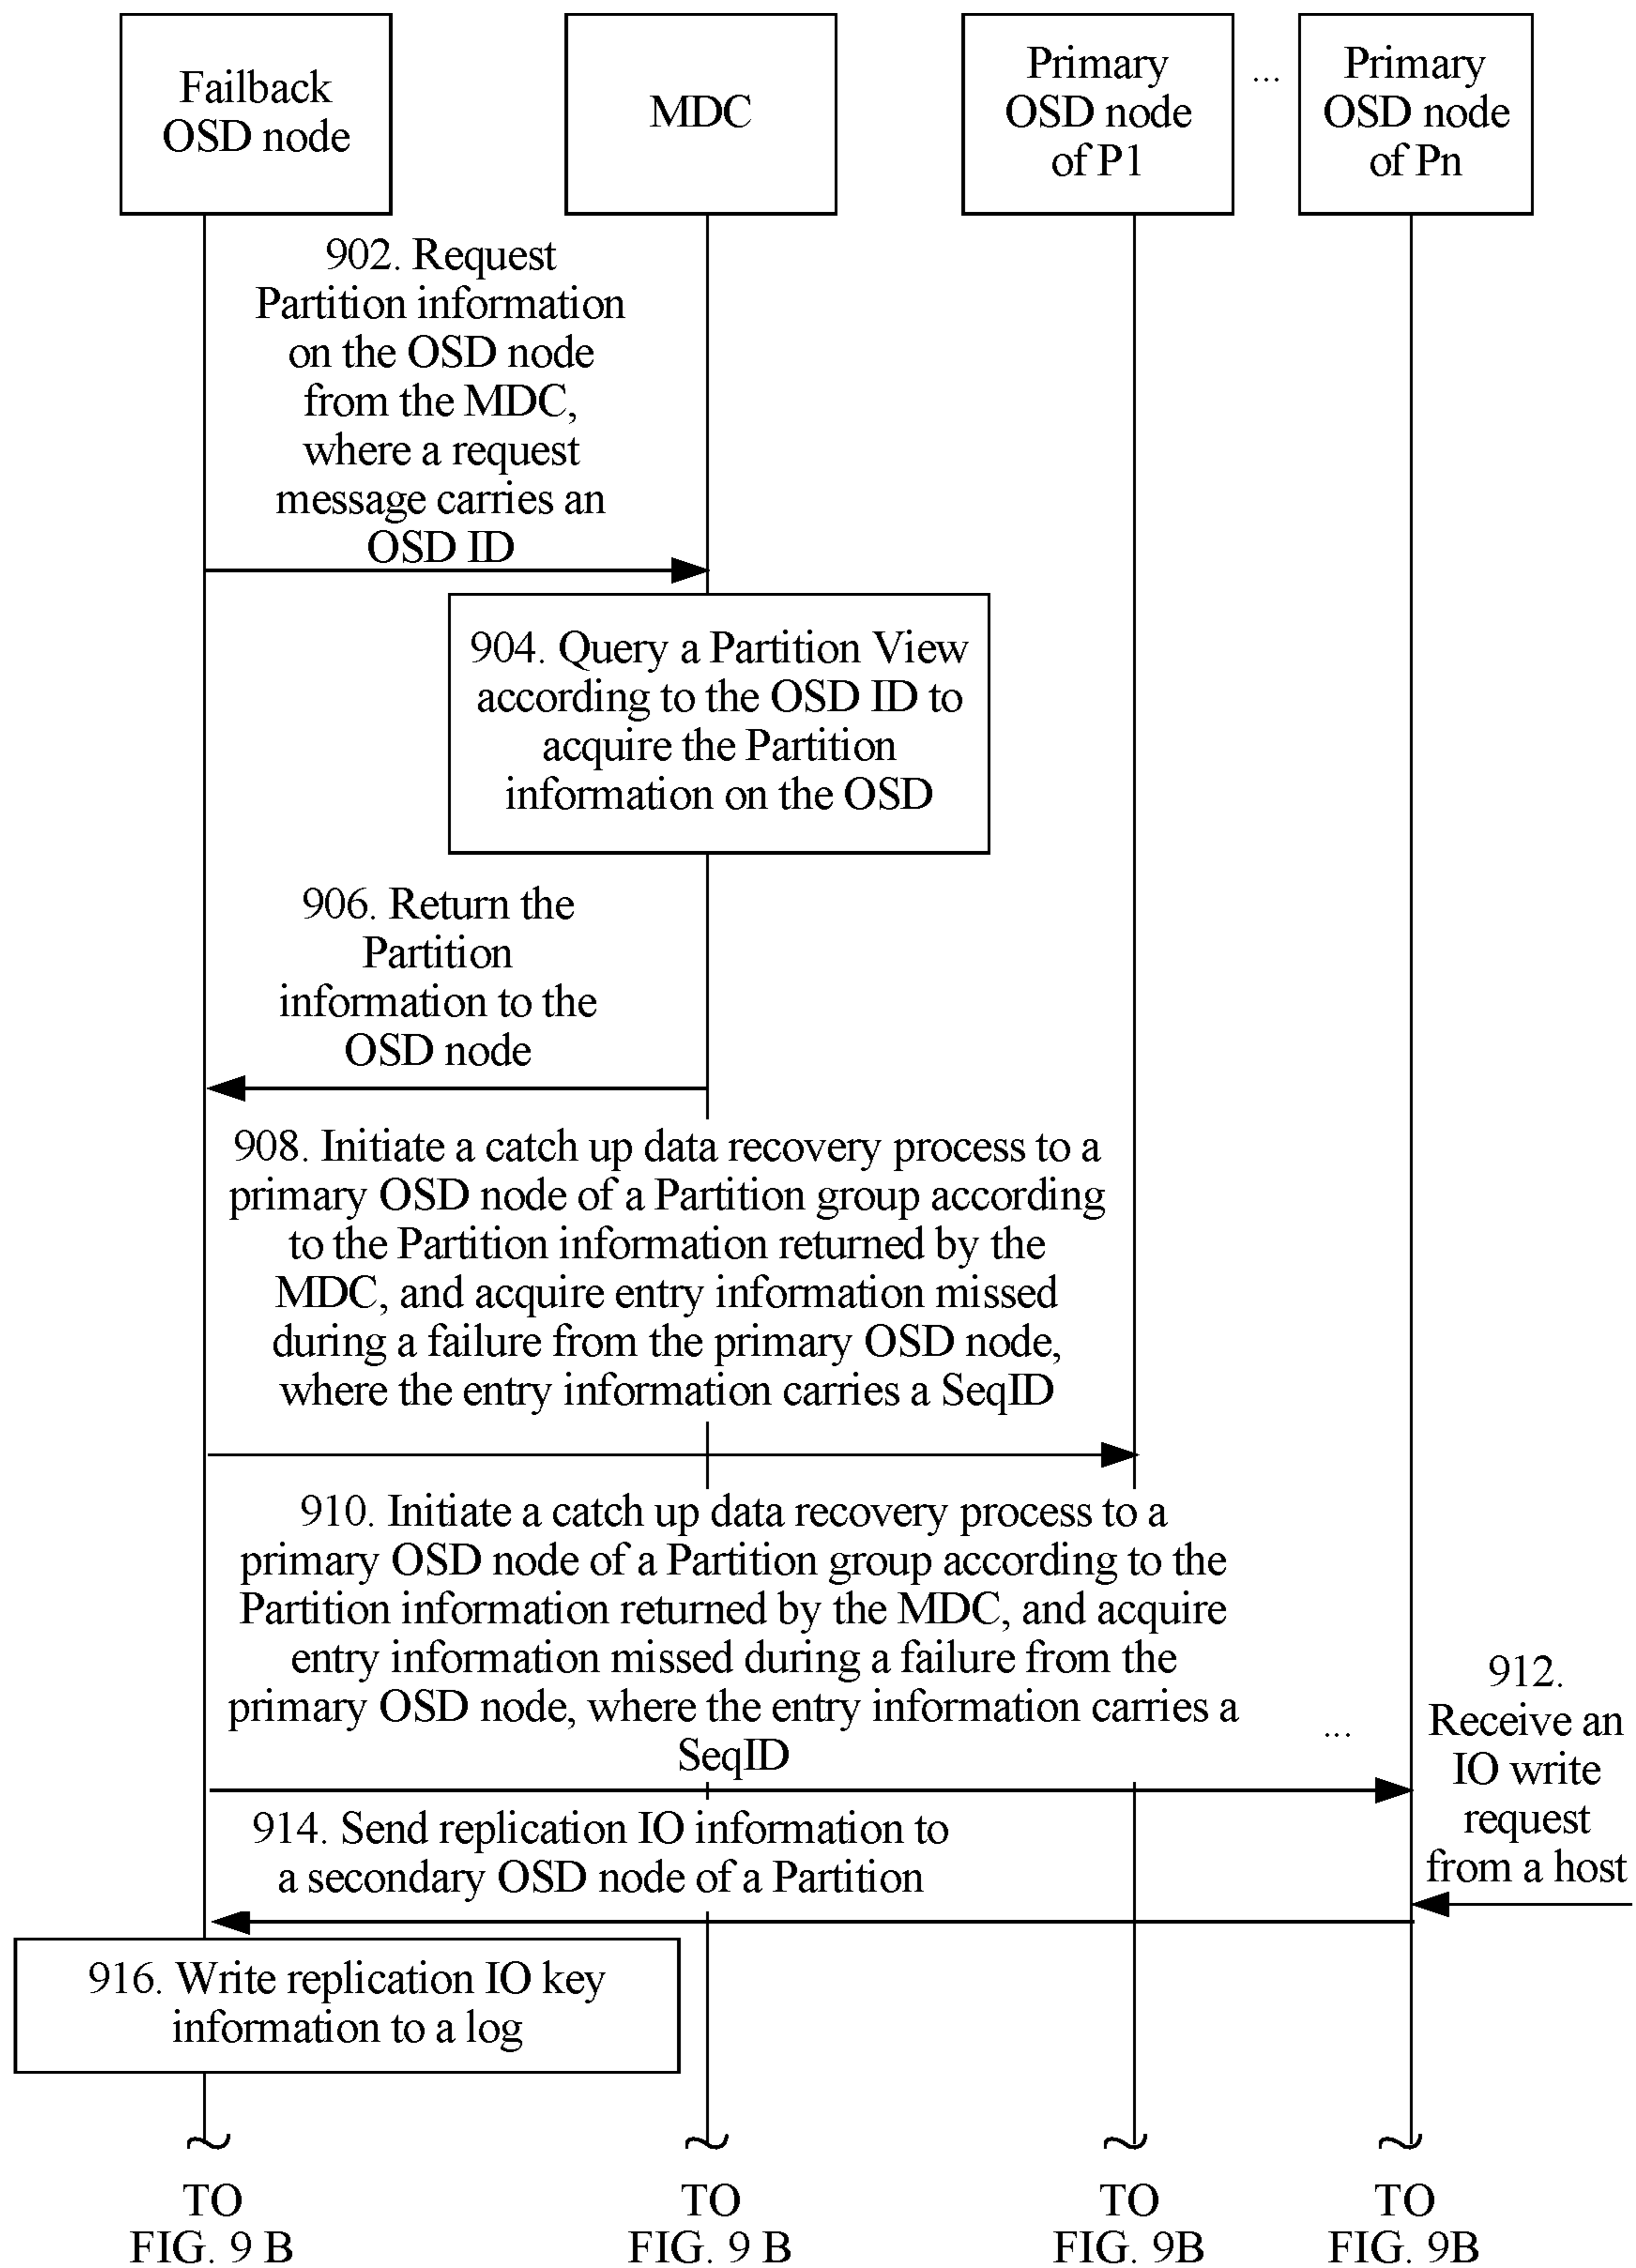 Failback
OSD node
MDC
Primary
OSD node
of P1
...
Primary
OSD node
of Pn
902. Request
Partition information
on the OSD node
from the MDC,
where a request
message carries an
OSD ID
904. Query a Partition View
according to the OSD ID to
acquire the Partition
information on the OSD
906. Return the
Partition
information to the
OSD node
908. Initiate a catch up data recovery process to a
primary OSD node of a Partition group according
to the Partition information returned by the
MDC, and acquire entry information missed
during a failure from the primary OSD node,
where the entry information carries a SeqID
910. Initiate a catch up data recovery process to a
primary OSD node of a Partition group according to the
Partition information returned by the MDC, and acquire
entry information missed during a failure from the
primary OSD node, where the entry information carries a
SeqID
...
912.
Receive an
IO write
request
from a host
914. Send replication IO information to
a secondary OSD node of a Partition
916. Write replication IO key
information to a log
TO
FIG. 9 B
TO
FIG. 9 B
TO
FIG. 9B
TO
FIG. 9B